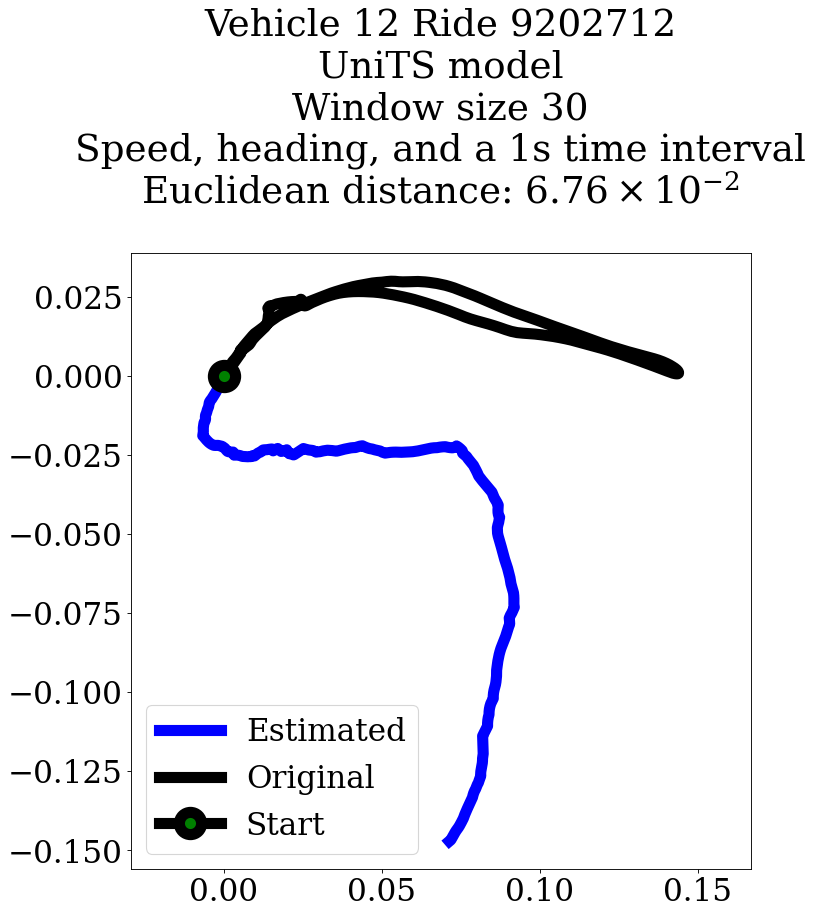 Vehicle 12 Ride 9202712
UniTS model
Window size 30
Speed, heading, and a 1s time interval
Euclidean distance: 6.76 × 10⁻²
0.025
0.000
−0.025
−0.050
−0.075
−0.100
−0.125
−0.150
Estimated
Original
Start
0.00 0.05 0.10 0.15